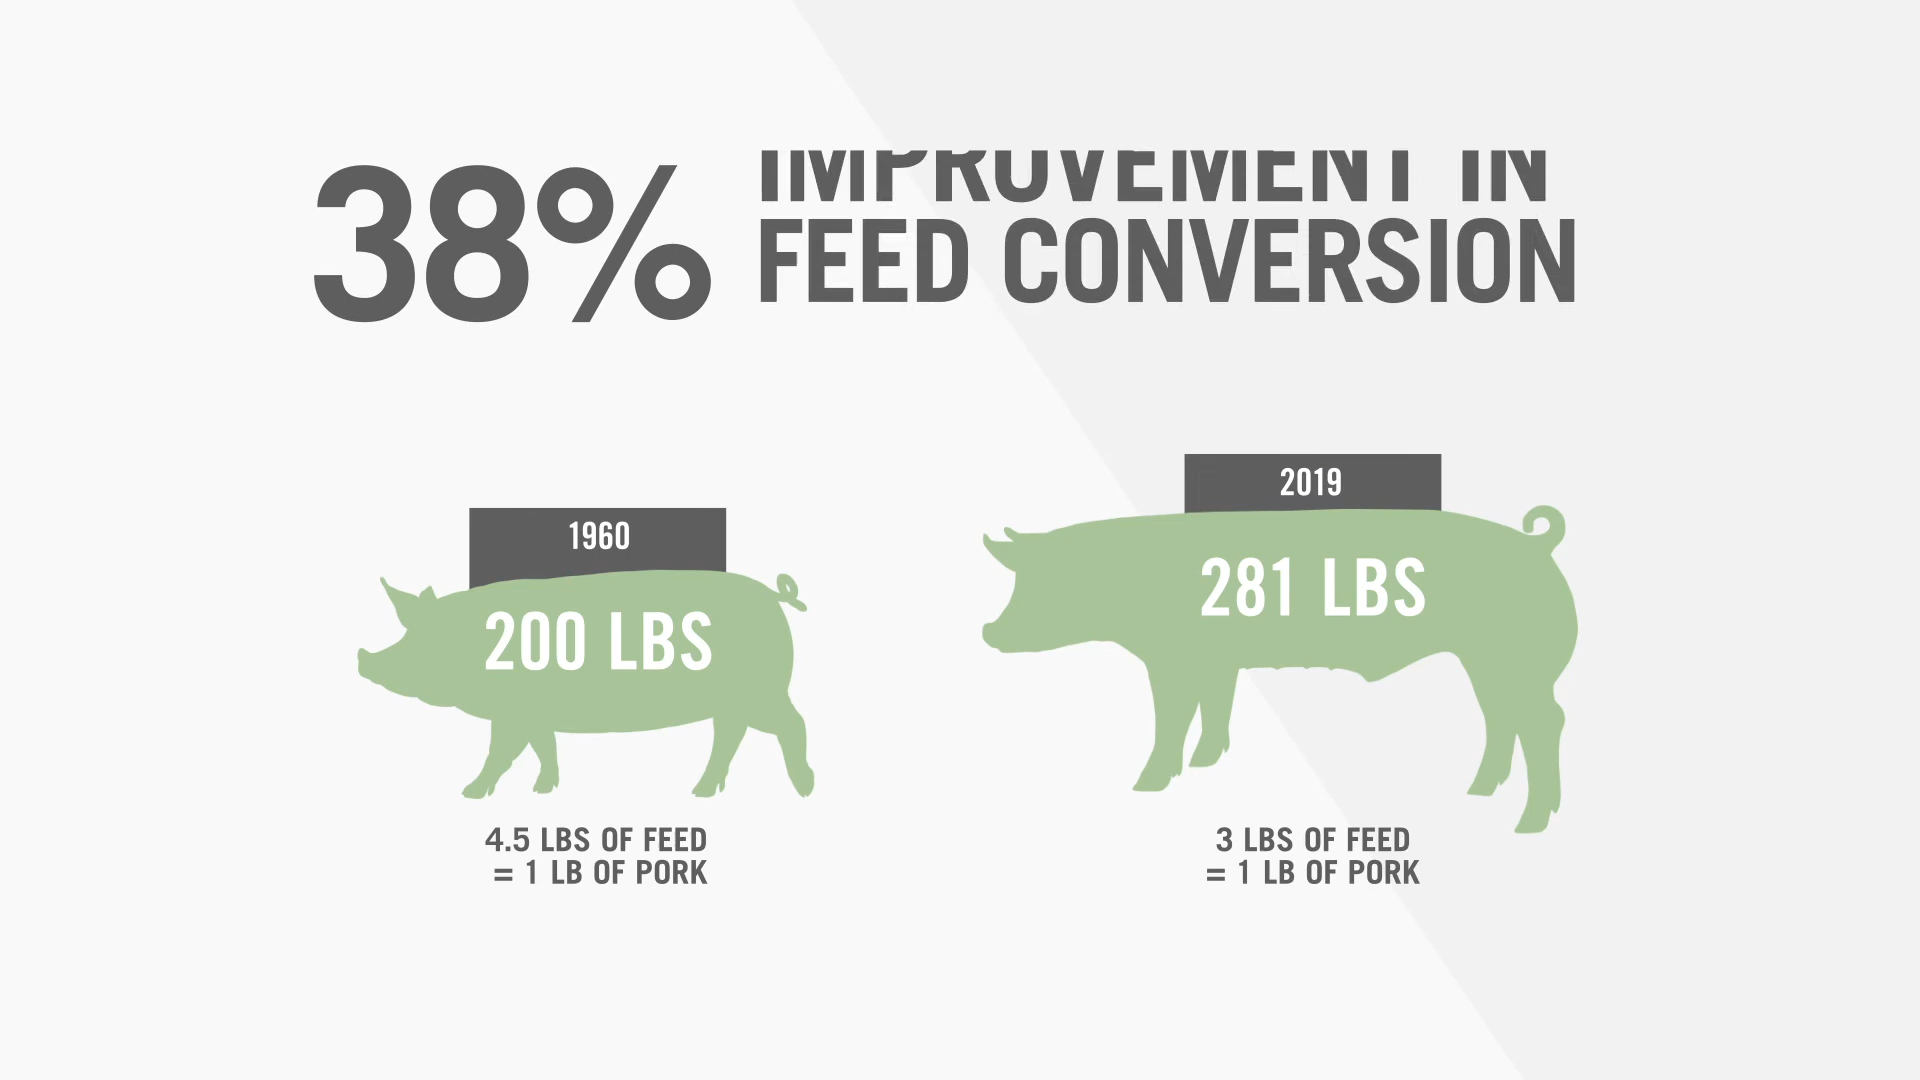 38%
IMPROVEMENT IN
FEED CONVERSION
1960
200 LBS
4.5 LBS OF FEED
= 1 LB OF PORK
2019
281 LBS
3 LBS OF FEED
= 1 LB OF PORK